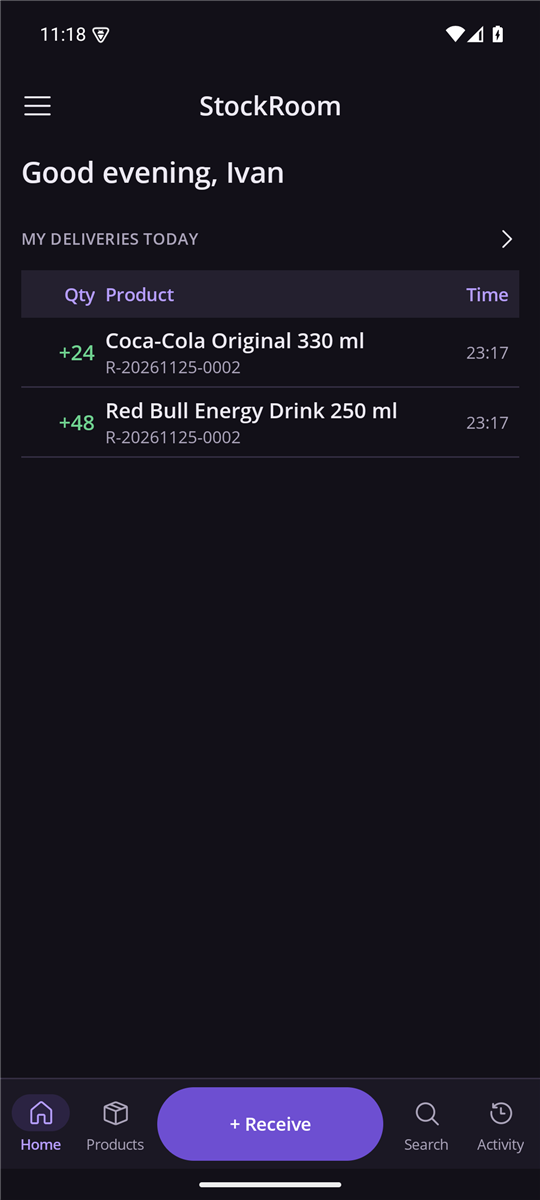 11:18
StockRoom
Good evening, Ivan
MY DELIVERIES TODAY
Qty Product Time
+24 Coca-Cola Original 330 ml 23:17
R-20261125-0002
+48 Red Bull Energy Drink 250 ml 23:17
R-20261125-0002
Home Products + Receive Search Activity